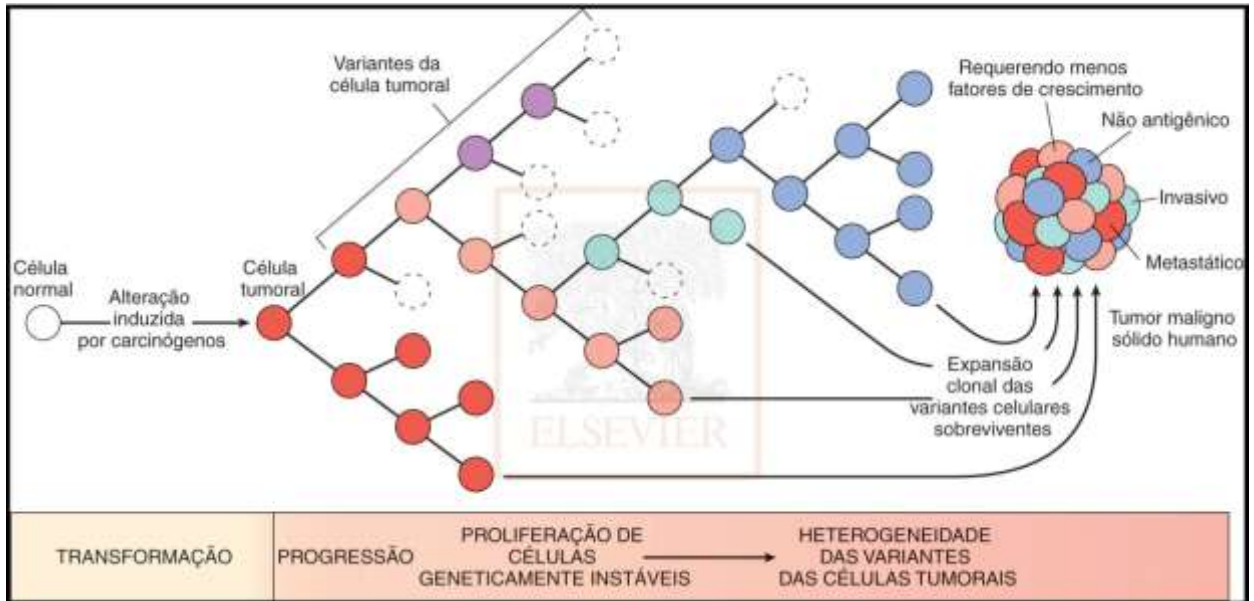 Variantes da
célula tumoral
Requerendo menos
fatores de crescimento
Não antigênico
Invasivo
Metastático
Célula
normal
Alteração
induzida
por carcinógenos
Célula
tumoral
Tumor maligno
sólido humano
Expansão
clonal das
variantes celulares
sobreviventes
ELSEVIER
TRANSFORMAÇÃO
PROGRESSÃO
PROLIFERAÇÃO DE
CÉLULAS
GENETICAMENTE INSTÁVEIS
HETEROGENEIDADE
DAS VARIANTES
DAS CÉLULAS TUMORAIS